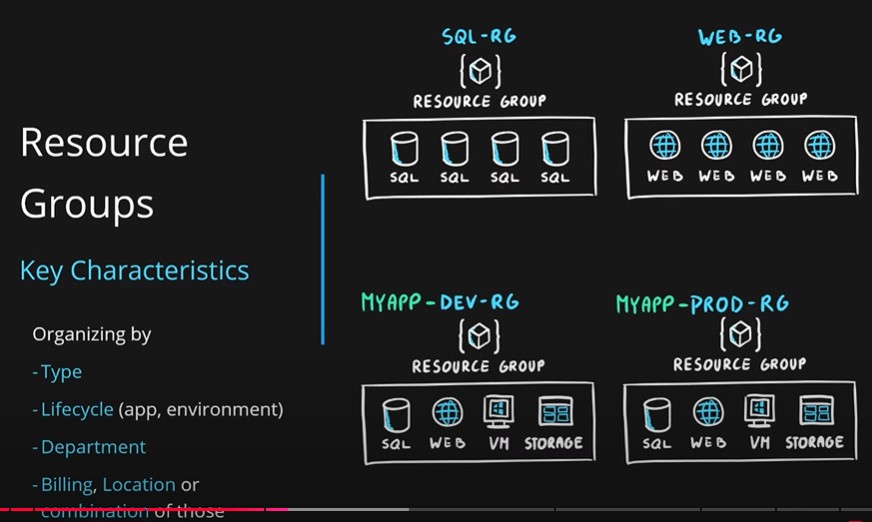 Resource
Groups
Key Characteristics
Organizing by
- Type
- Lifecycle (app, environment)
- Department
- Billing, Location or
combination of those
SQL-RG
RESOURCE GROUP
SQL SQL SQL SQL
WEB-RG
RESOURCE GROUP
WEB WEB WEB WEB
MYAPP-DEV-RG
RESOURCE GROUP
SQL WEB VM STORAGE
MYAPP-PROD-RG
RESOURCE GROUP
SQL WEB VM STORAGE